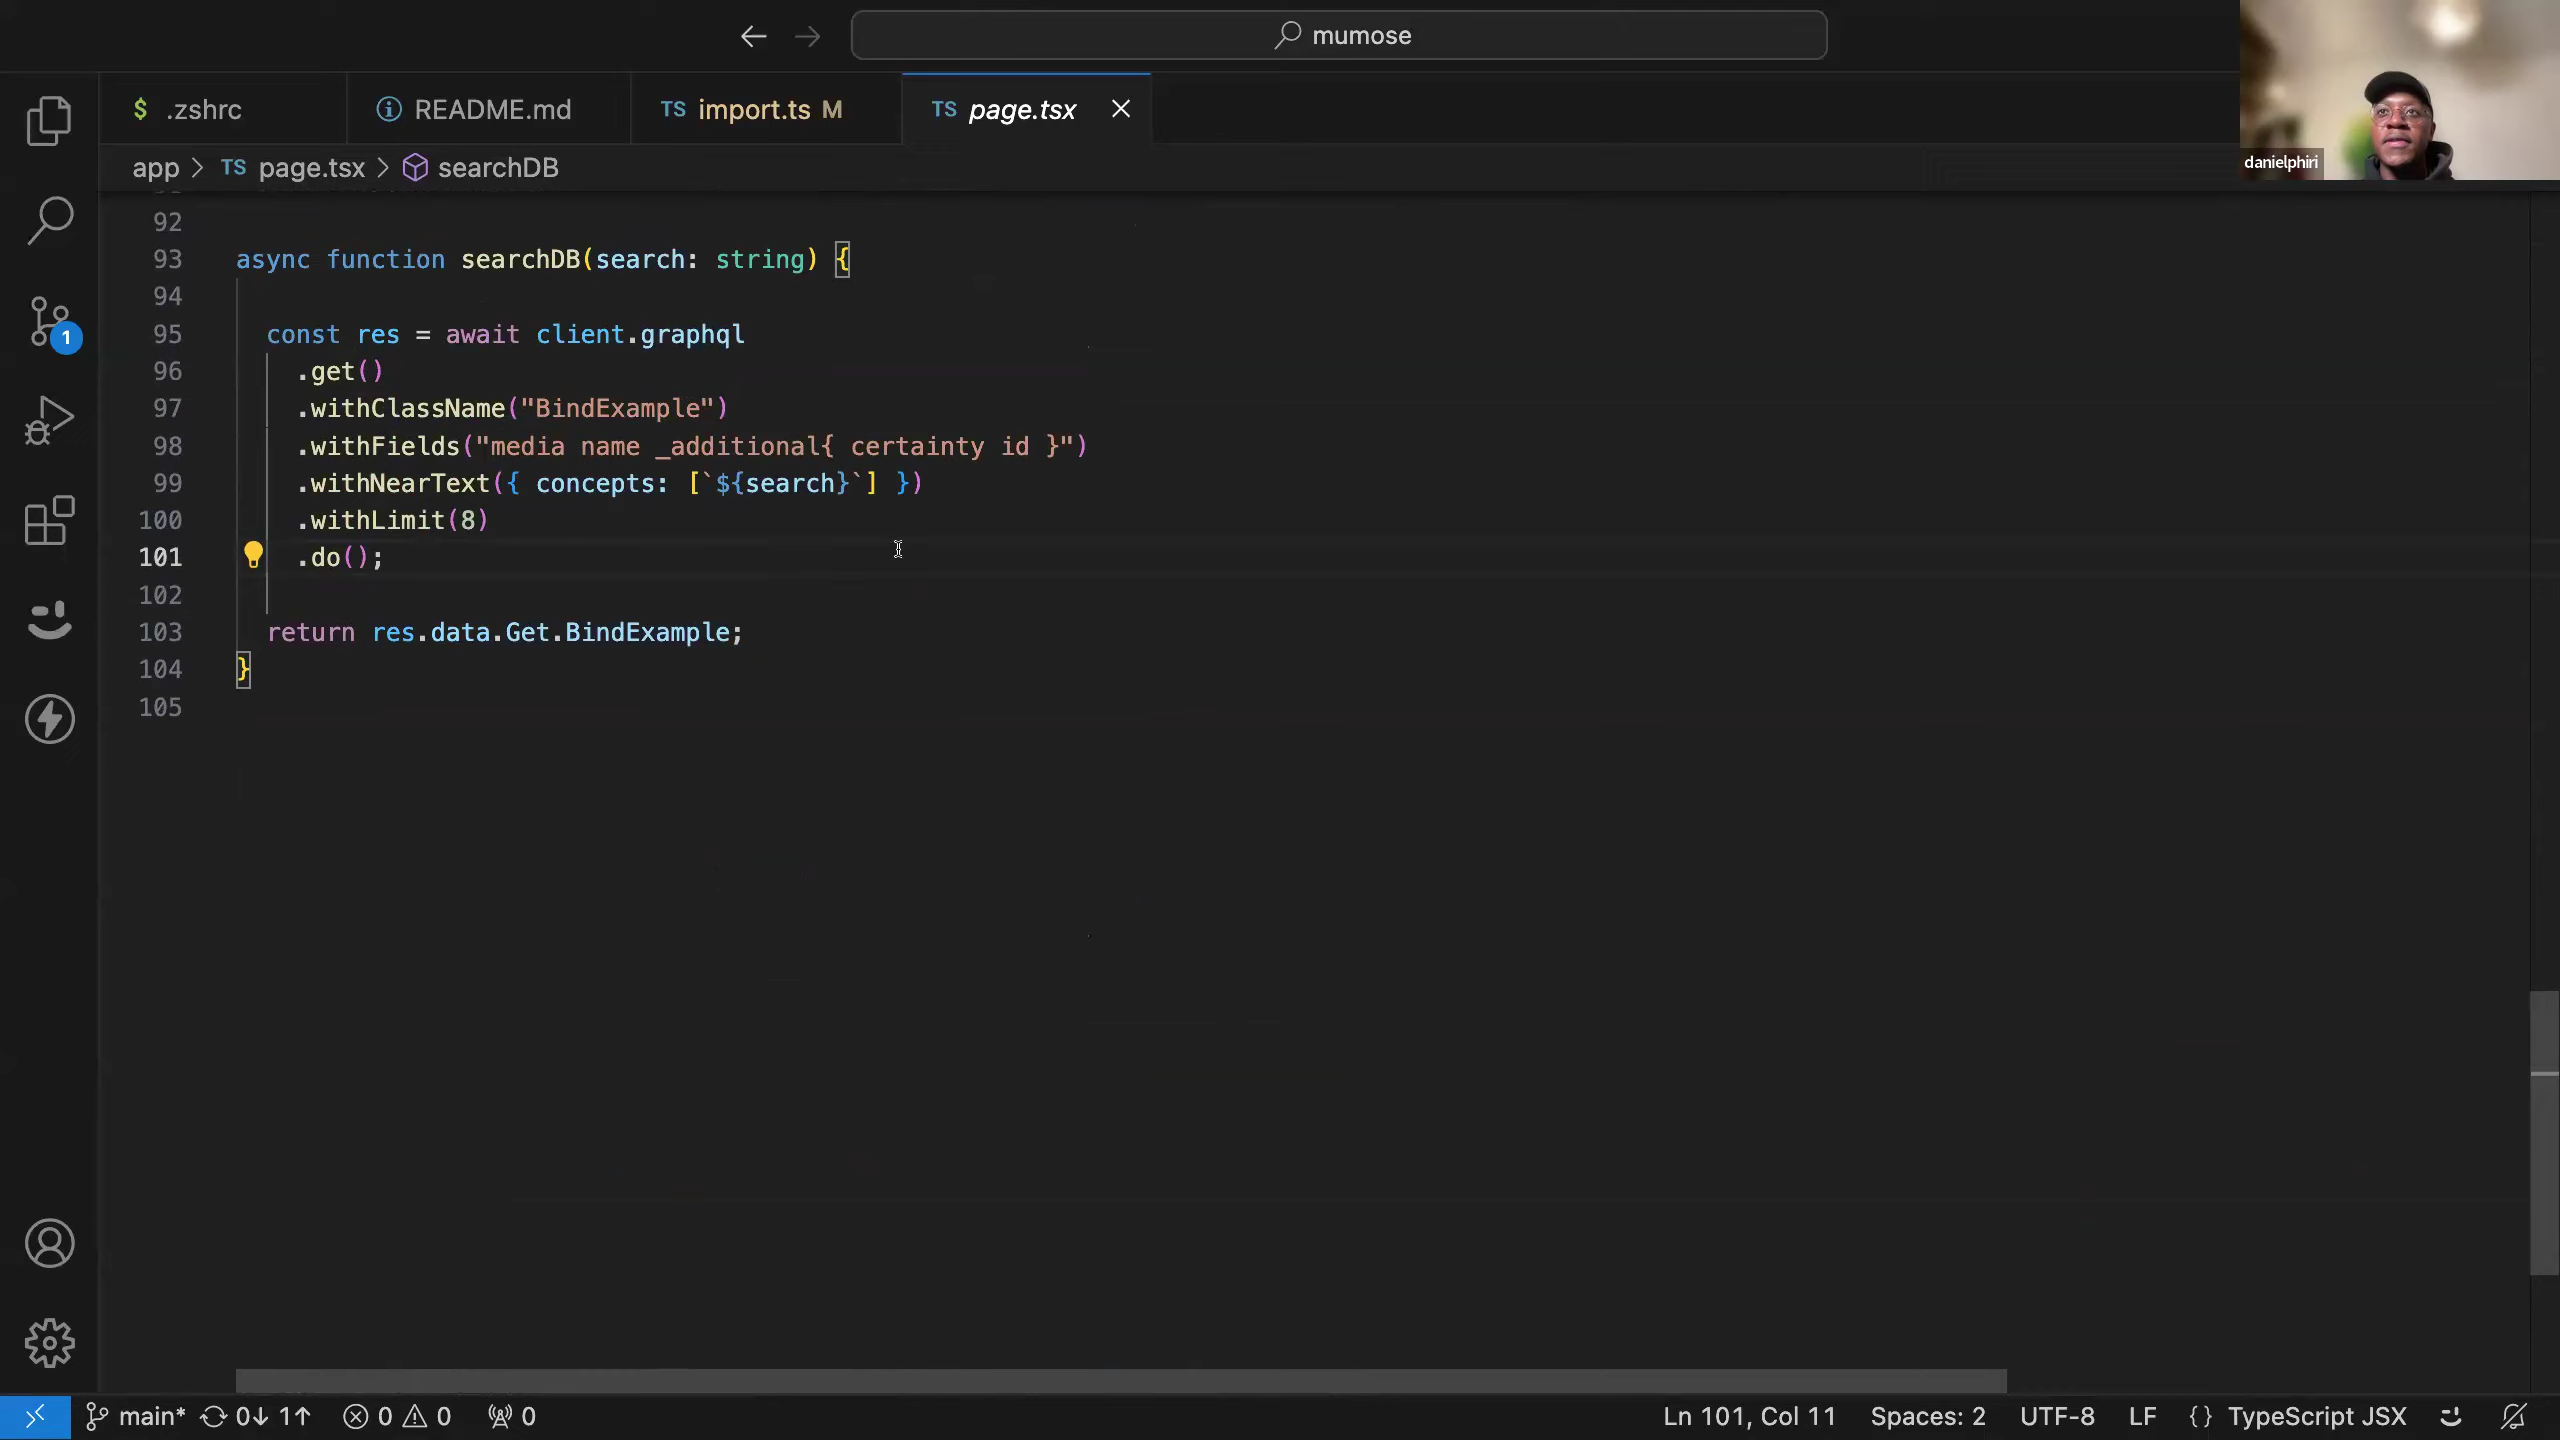 mumose
$ .zshrc
README.md
TS import.ts M
TS page.tsx
danielphiri
app > TS page.tsx > searchDB
92
93 async function searchDB(search: string) {
94
95 const res = await client.graphql
96 .get()
97 .withClassName("BindExample")
98 .withFields("media name _additional{ certainty id }")
99 .withNearText({ concepts: [`${search}`] })
100 .withLimit(8)
101 .do();
102
103 return res.data.Get.BindExample;
104 }
105
1
main* 0↓ 1↑ 0 0 0
Ln 101, Col 11 Spaces: 2 UTF-8 LF {} TypeScript JSX